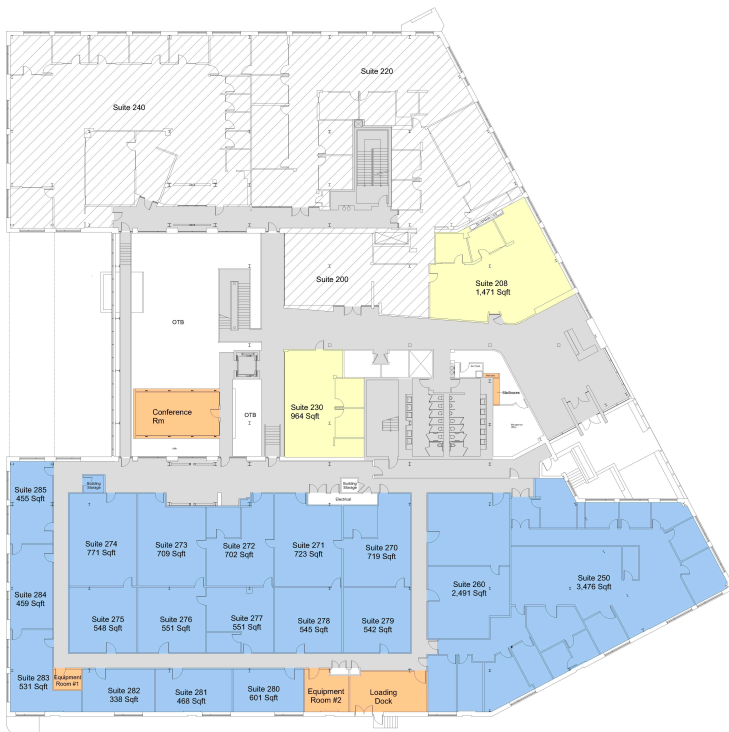 Suite 220
Suite 240
Suite 200
Suite 208
1,471 Sqft
OTB
Conference
Rm
OTB
Suite 230
964 Sqft
Mailboxes
Suite 285
455 Sqft
Building
Storage
Building
Storage
Electrical
Suite 274
771 Sqft
Suite 273
709 Sqft
Suite 272
702 Sqft
Suite 271
723 Sqft
Suite 270
719 Sqft
Suite 250
3,476 Sqft
Suite 260
2,491 Sqft
Suite 284
459 Sqft
Suite 275
548 Sqft
Suite 276
551 Sqft
Suite 277
551 Sqft
Suite 278
545 Sqft
Suite 279
542 Sqft
Suite 283
531 Sqft
Equipment
Room #1
Suite 282
338 Sqft
Suite 281
468 Sqft
Suite 280
601 Sqft
Equipment
Room #2
Loading
Dock